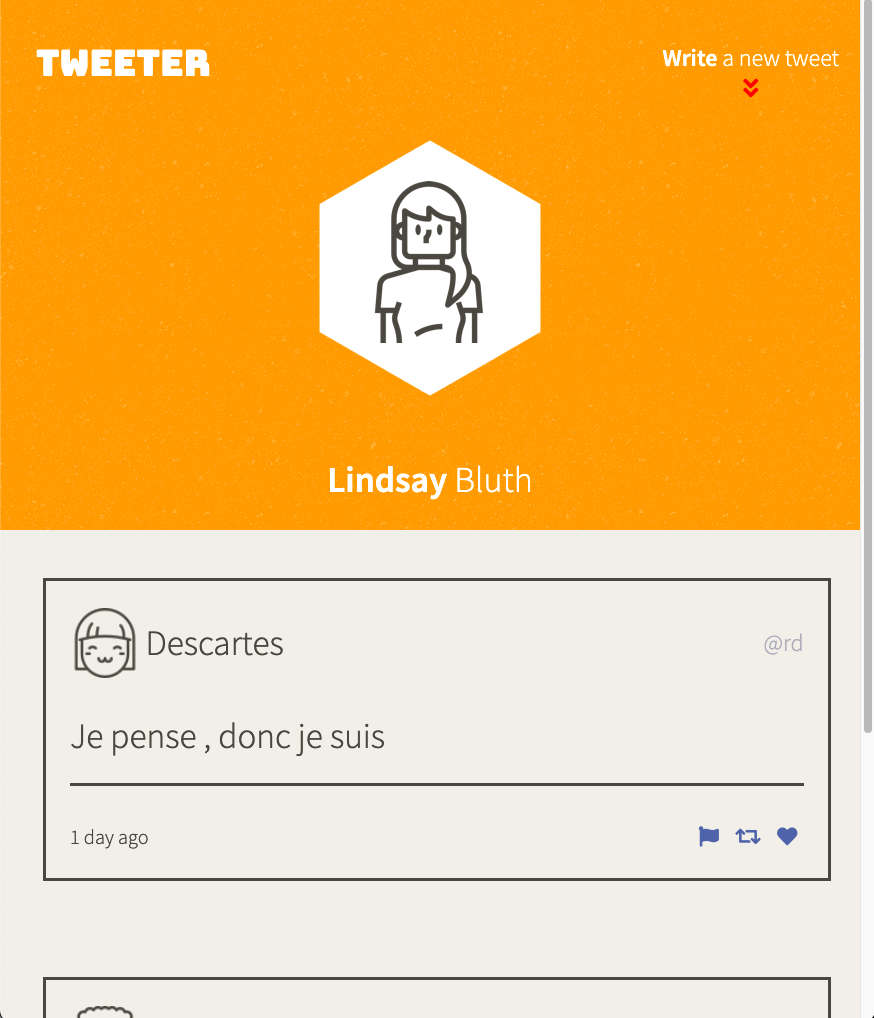 TWEETER
Write a new tweet
Lindsay Bluth
Descartes
@rd
Je pense , donc je suis
1 day ago